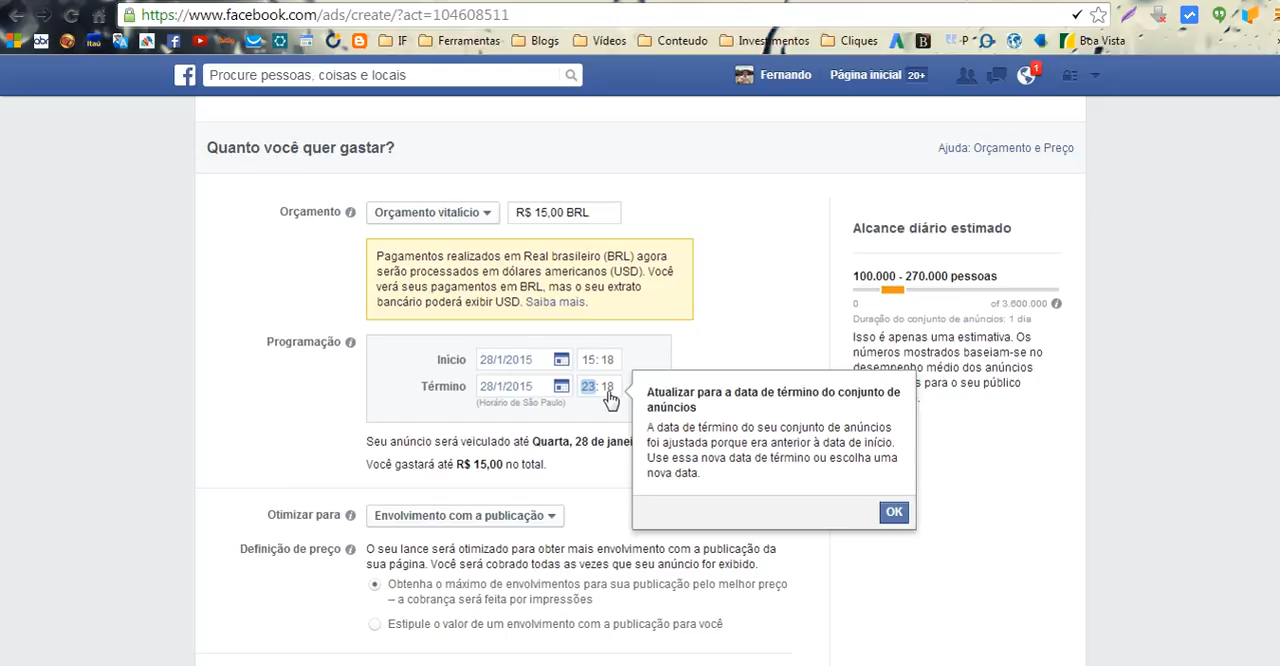 https://www.facebook.com/ads/create/?act=104608511
abc
Itaú
IF
Ferramentas
Blogs
Vídeos
Conteudo
Investimentos
Cliques
B
-P
Boa Vista
Procure pessoas, coisas e locais
Fernando
Página inicial 20+
1
Quanto você quer gastar?
Ajuda: Orçamento e Preço
Orçamento
Orçamento vitalício
R$ 15,00 BRL
Pagamentos realizados em Real brasileiro (BRL) agora
serão processados em dólares americanos (USD). Você
verá seus pagamentos em BRL, mas o seu extrato
bancário poderá exibir USD. Saiba mais.
Programação
Início 28/1/2015 15: 18
Término 28/1/2015 23: 18
(Horário de São Paulo)
Seu anúncio será veiculado até Quarta, 28 de janei
Você gastará até R$ 15,00 no total.
Atualizar para a data de término do conjunto de
anúncios
A data de término do seu conjunto de anúncios
foi ajustada porque era anterior à data de início.
Use essa nova data de término ou escolha uma
nova data.
OK
Alcance diário estimado
100.000 - 270.000 pessoas
0 of 3.600.000
Duração do conjunto de anúncios: 1 dia
Isso é apenas uma estimativa. Os
números mostrados baseiam-se no
desempenho médio dos anúncios
s para o seu público
Otimizar para
Envolvimento com a publicação
Definição de preço
O seu lance será otimizado para obter mais envolvimento com a publicação da
sua página. Você será cobrado todas as vezes que seu anúncio for exibido.
Obtenha o máximo de envolvimentos para sua publicação pelo melhor preço
– a cobrança será feita por impressões
Estipule o valor de um envolvimento com a publicação para você